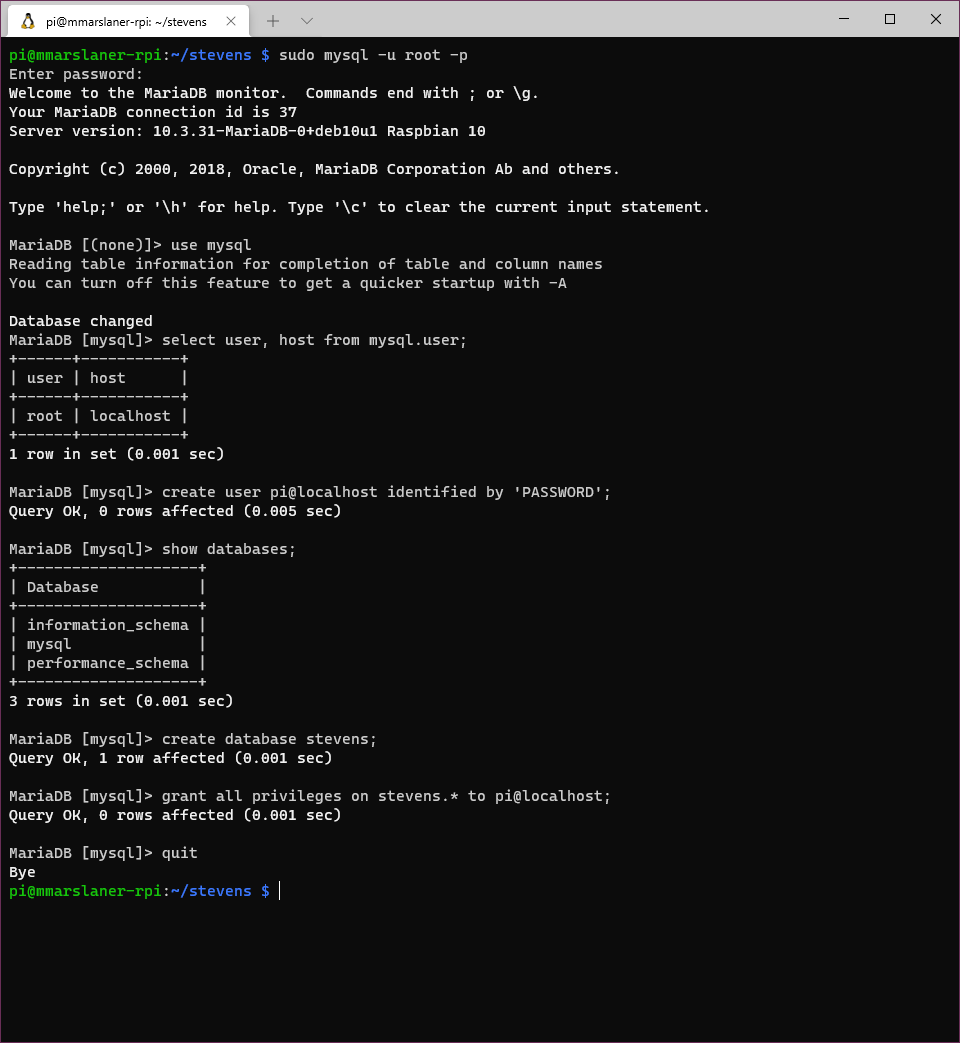 pi@mmarslaner-rpi: ~/stevens
pi@mmarslaner-rpi:~/stevens $ sudo mysql -u root -p
Enter password:
Welcome to the MariaDB monitor.  Commands end with ; or \g.
Your MariaDB connection id is 37
Server version: 10.3.31-MariaDB-0+deb10u1 Raspbian 10

Copyright (c) 2000, 2018, Oracle, MariaDB Corporation Ab and others.

Type 'help;' or '\h' for help. Type '\c' to clear the current input statement.

MariaDB [(none)]> use mysql
Reading table information for completion of table and column names
You can turn off this feature to get a quicker startup with -A

Database changed
MariaDB [mysql]> select user, host from mysql.user;
+------+-----------+
| user | host      |
+------+-----------+
| root | localhost |
+------+-----------+
1 row in set (0.001 sec)

MariaDB [mysql]> create user pi@localhost identified by 'PASSWORD';
Query OK, 0 rows affected (0.005 sec)

MariaDB [mysql]> show databases;
+--------------------+
| Database           |
+--------------------+
| information_schema |
| mysql              |
| performance_schema |
+--------------------+
3 rows in set (0.001 sec)

MariaDB [mysql]> create database stevens;
Query OK, 1 row affected (0.001 sec)

MariaDB [mysql]> grant all privileges on stevens.* to pi@localhost;
Query OK, 0 rows affected (0.001 sec)

MariaDB [mysql]> quit
Bye
pi@mmarslaner-rpi:~/stevens $